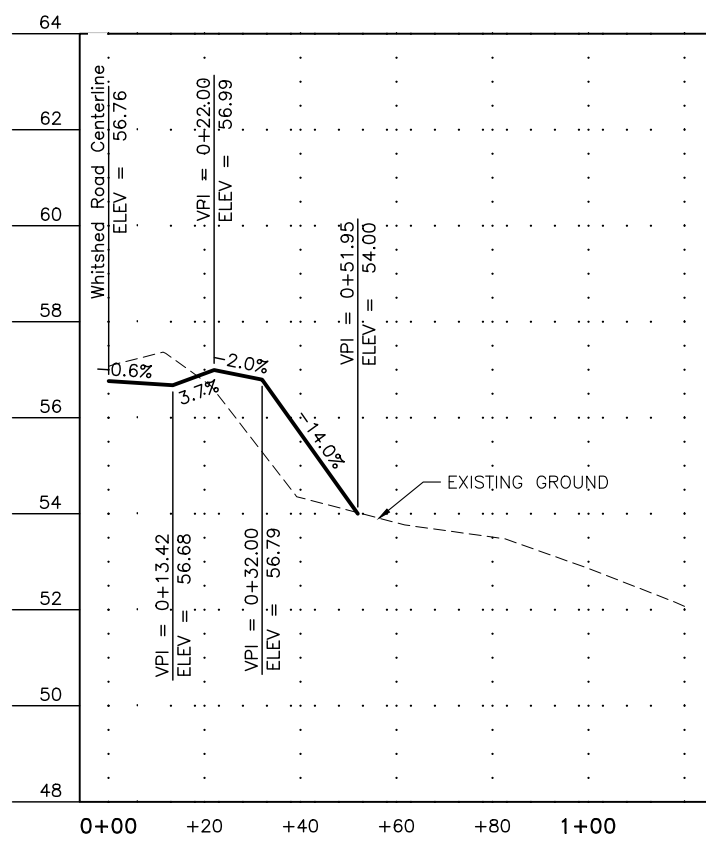 64
62
60
58
56
54
52
50
48
Whitshed Road Centerline
ELEV = 56.76
VPI = 0+22.00
ELEV = 56.99
VPI = 0+51.95
ELEV = 54.00
-0.6%
3.7%
-2.0%
-14.0%
EXISTING GROUND
VPI = 0+13.42
ELEV = 56.68
VPI = 0+32.00
ELEV = 56.79
0+00 +20 +40 +60 +80 1+00